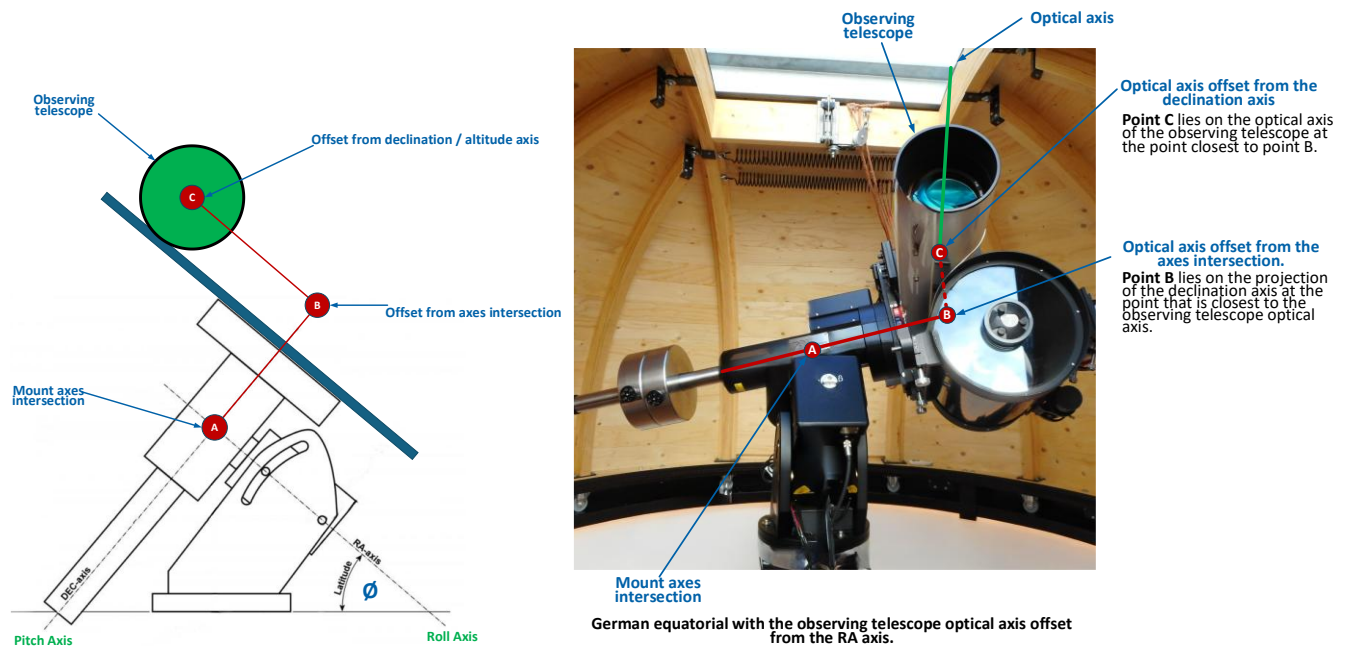 Observing
telescope
Offset from declination / altitude axis
C
B
Offset from axes intersection
Mount axes
intersection
A
DEC-axis
RA-axis
Latitude
Ø
Pitch Axis
Roll Axis
Observing
telescope
Optical axis
Optical axis offset from the
declination axis
Point C lies on the optical axis
of the observing telescope at
the point closest to point B.
C
Optical axis offset from the
axes intersection.
Point B lies on the projection
of the declination axis at the
point that is closest to the
observing telescope optical
axis.
B
A
Mount axes
intersection
German equatorial with the observing telescope optical axis offset
from the RA axis.